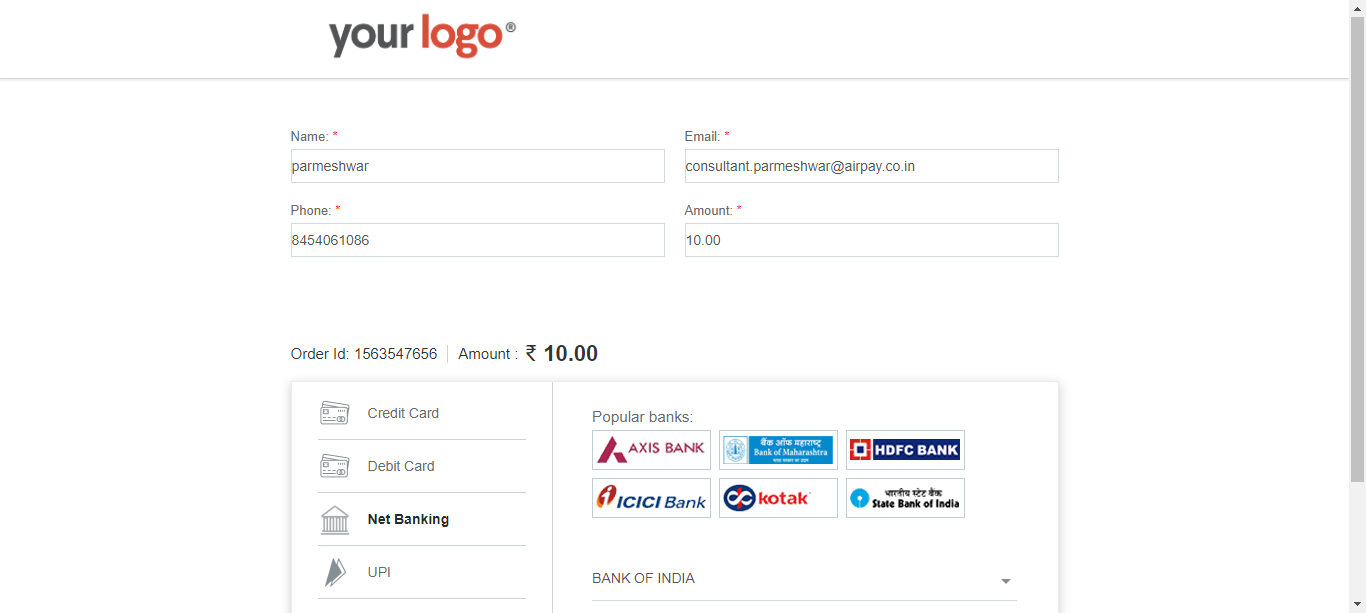 your logo®
Name: *
Email: *
parmeshwar
consultant.parmeshwar@airpay.co.in
Phone: *
Amount: *
8454061086
10.00
Order Id: 1563547656 Amount : ₹ 10.00
Credit Card
Debit Card
Net Banking
UPI
Popular banks:
AXIS BANK
बैंक ऑफ महाराष्ट्र
Bank of Maharashtra
HDFC BANK
ICICI Bank
kotak
भारतीय स्टेट बैंक
State Bank of India
BANK OF INDIA